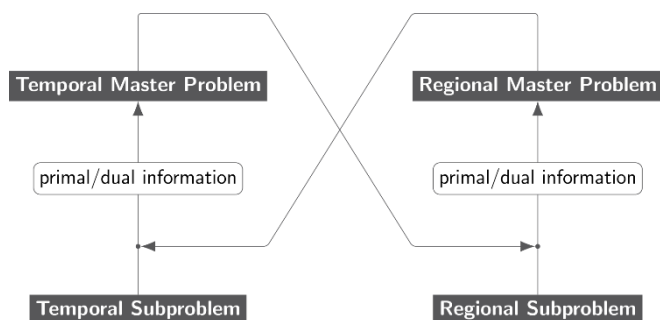 Temporal Master Problem
Regional Master Problem
primal/dual information
primal/dual information
Temporal Subproblem
Regional Subproblem